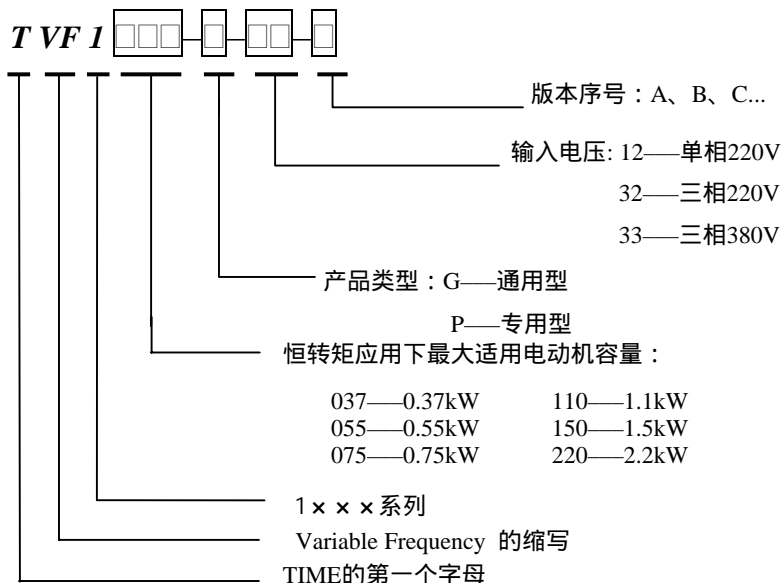 T VF 1 □□□-□-□□-□
版本序号：A、B、C...
输入电压: 12——单相220V
32——三相220V
33——三相380V
产品类型：G——通用型
P——专用型
恒转矩应用下最大适用电动机容量：
037——0.37kW 110——1.1kW
055——0.55kW 150——1.5kW
075——0.75kW 220——2.2kW
1×××系列
Variable Frequency 的缩写
TIME的第一个字母